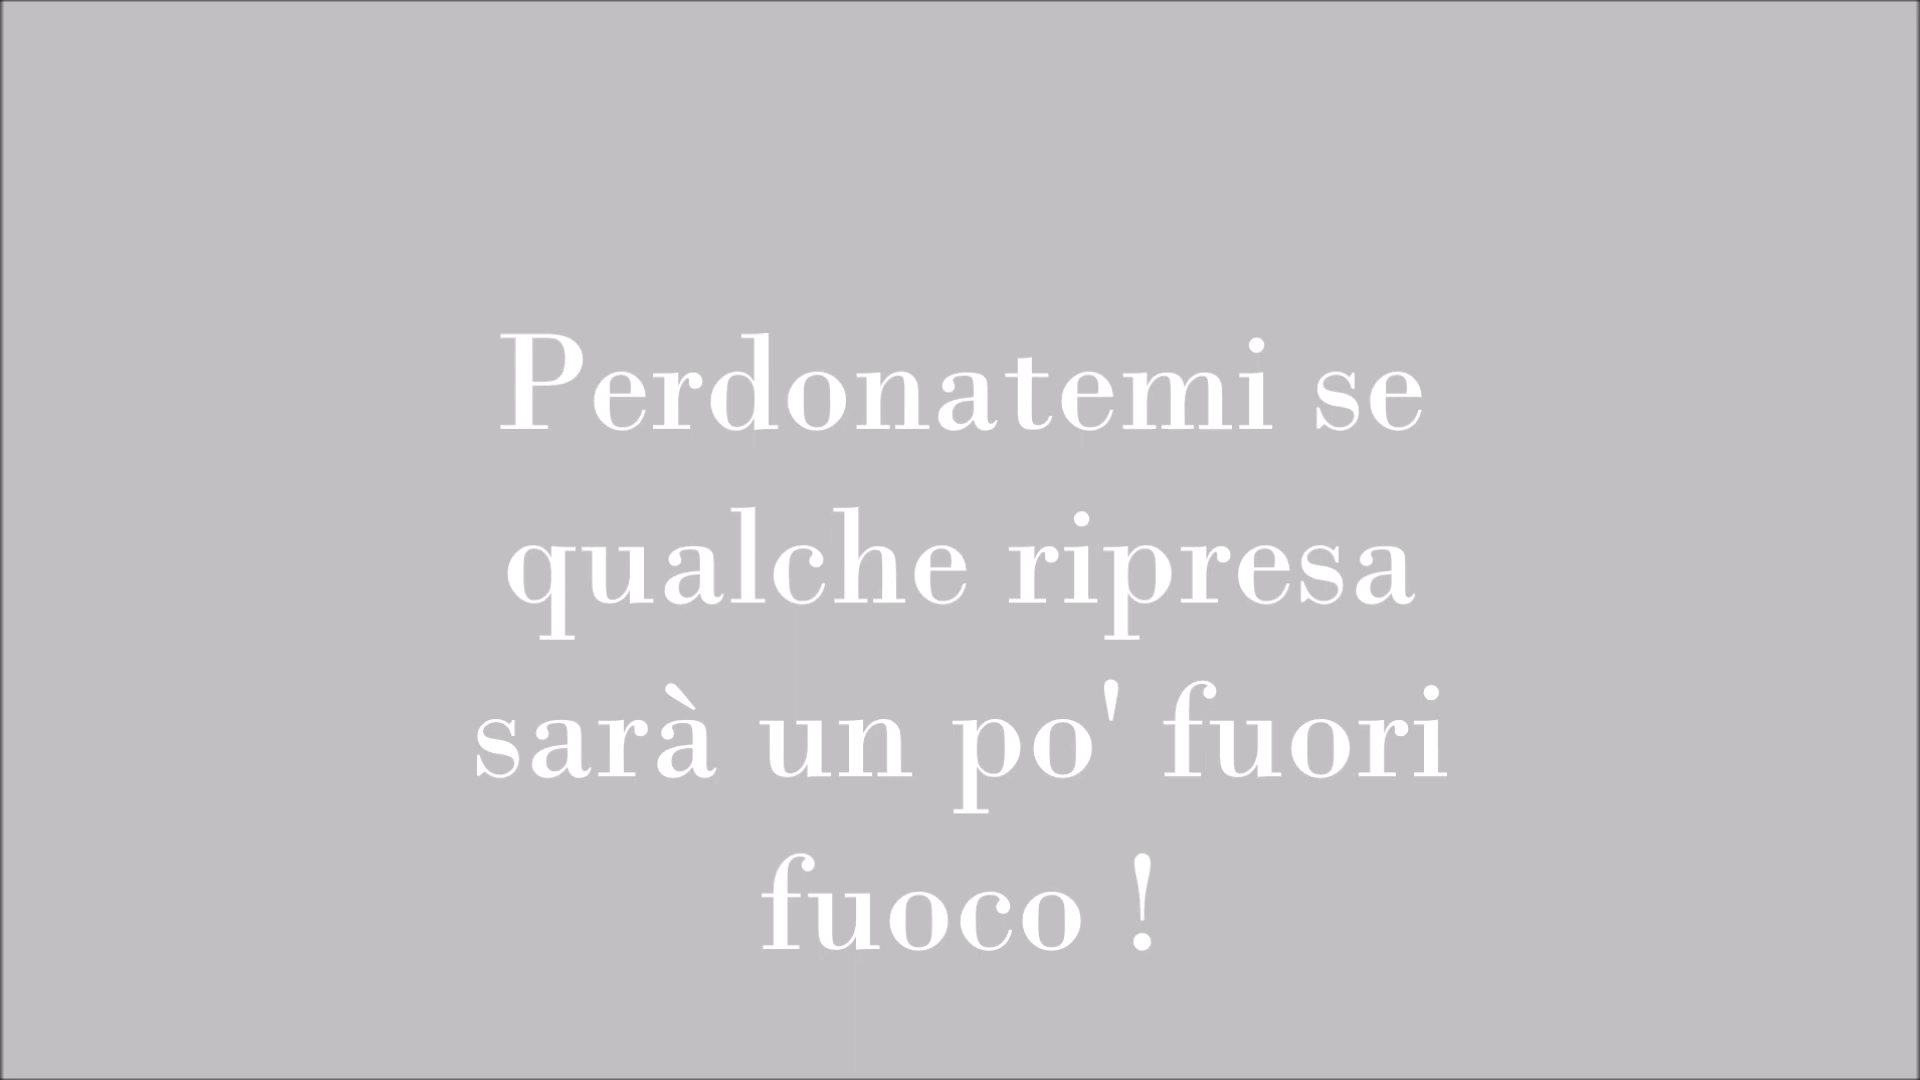 Perdonatemi se
qualche ripresa
sarà un po' fuori
fuoco !